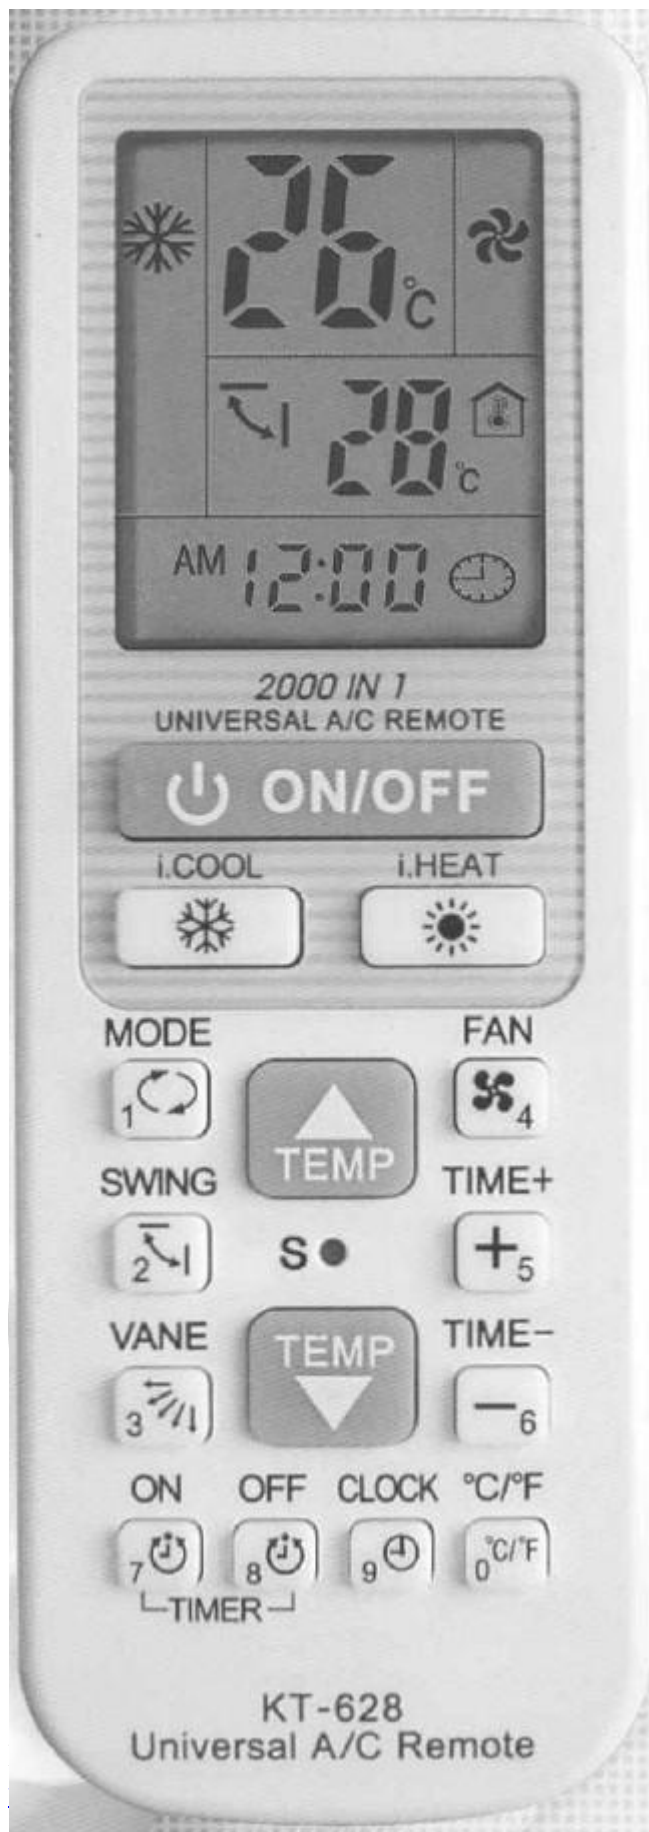 26 °C
28 °C
AM 12:00
2000 IN 1
UNIVERSAL A/C REMOTE
ON/OFF
i.COOL i.HEAT
MODE FAN
1 TEMP 4
SWING TIME+
2 S + 5
VANE TEMP TIME−
3 − 6
ON OFF CLOCK °C/°F
7 8 9 0 °C/°F
TIMER
KT-628
Universal A/C Remote